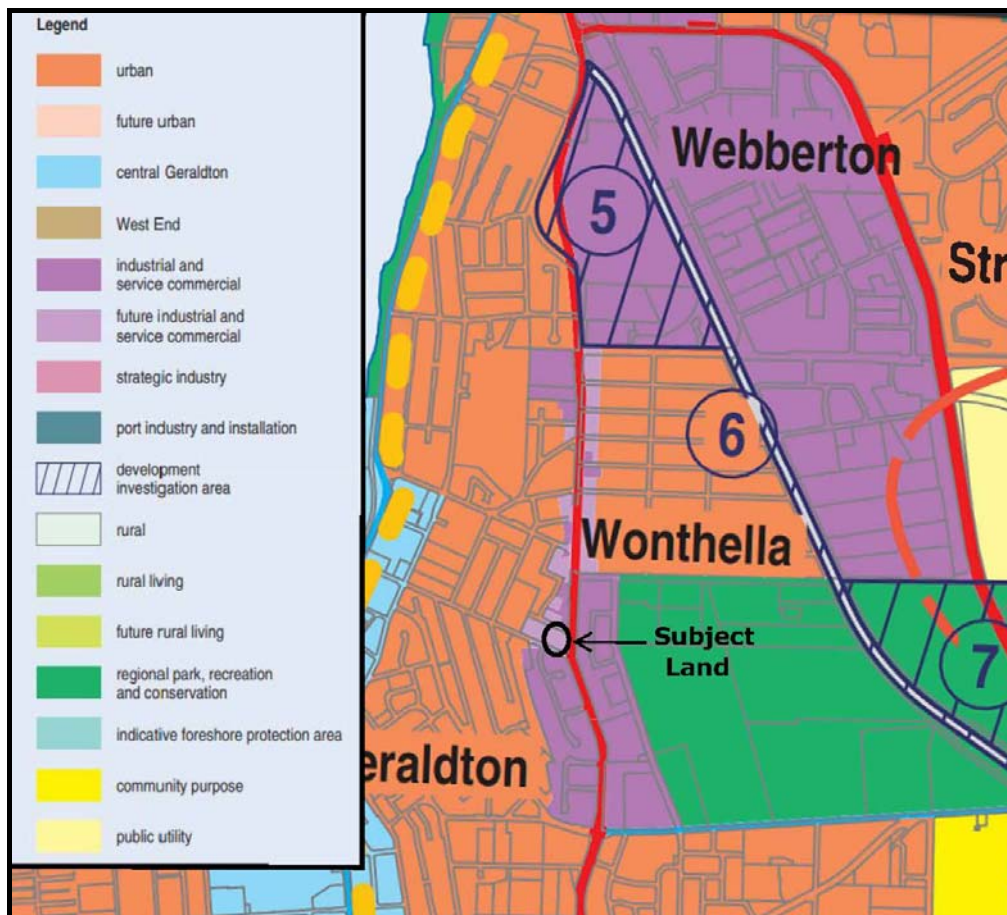 Legend
urban
future urban
central Geraldton
West End
industrial and
service commercial
future industrial and
service commercial
strategic industry
port industry and installation
development
investigation area
rural
rural living
future rural living
regional park, recreation
and conservation
indicative foreshore protection area
community purpose
public utility
Webberton
5
Str
6
Wonthella
Subject
Land
7
eraldton